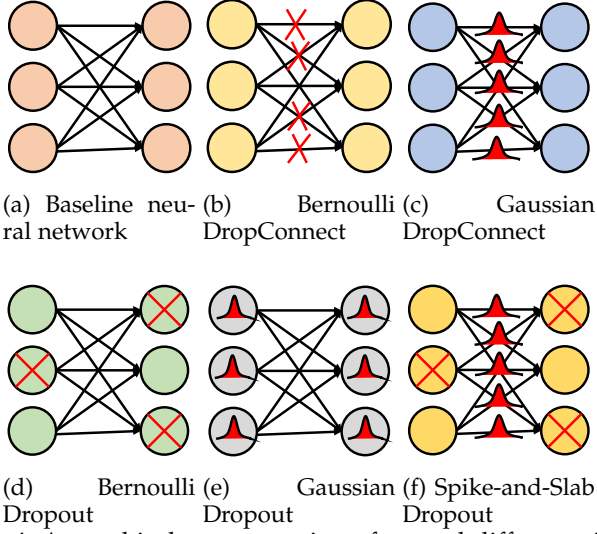 (a) Baseline neu-
ral network
(b) Bernoulli
DropConnect
(c) Gaussian
DropConnect
(d) Bernoulli
Dropout
(e) Gaussian
Dropout
(f) Spike-and-Slab
Dropout